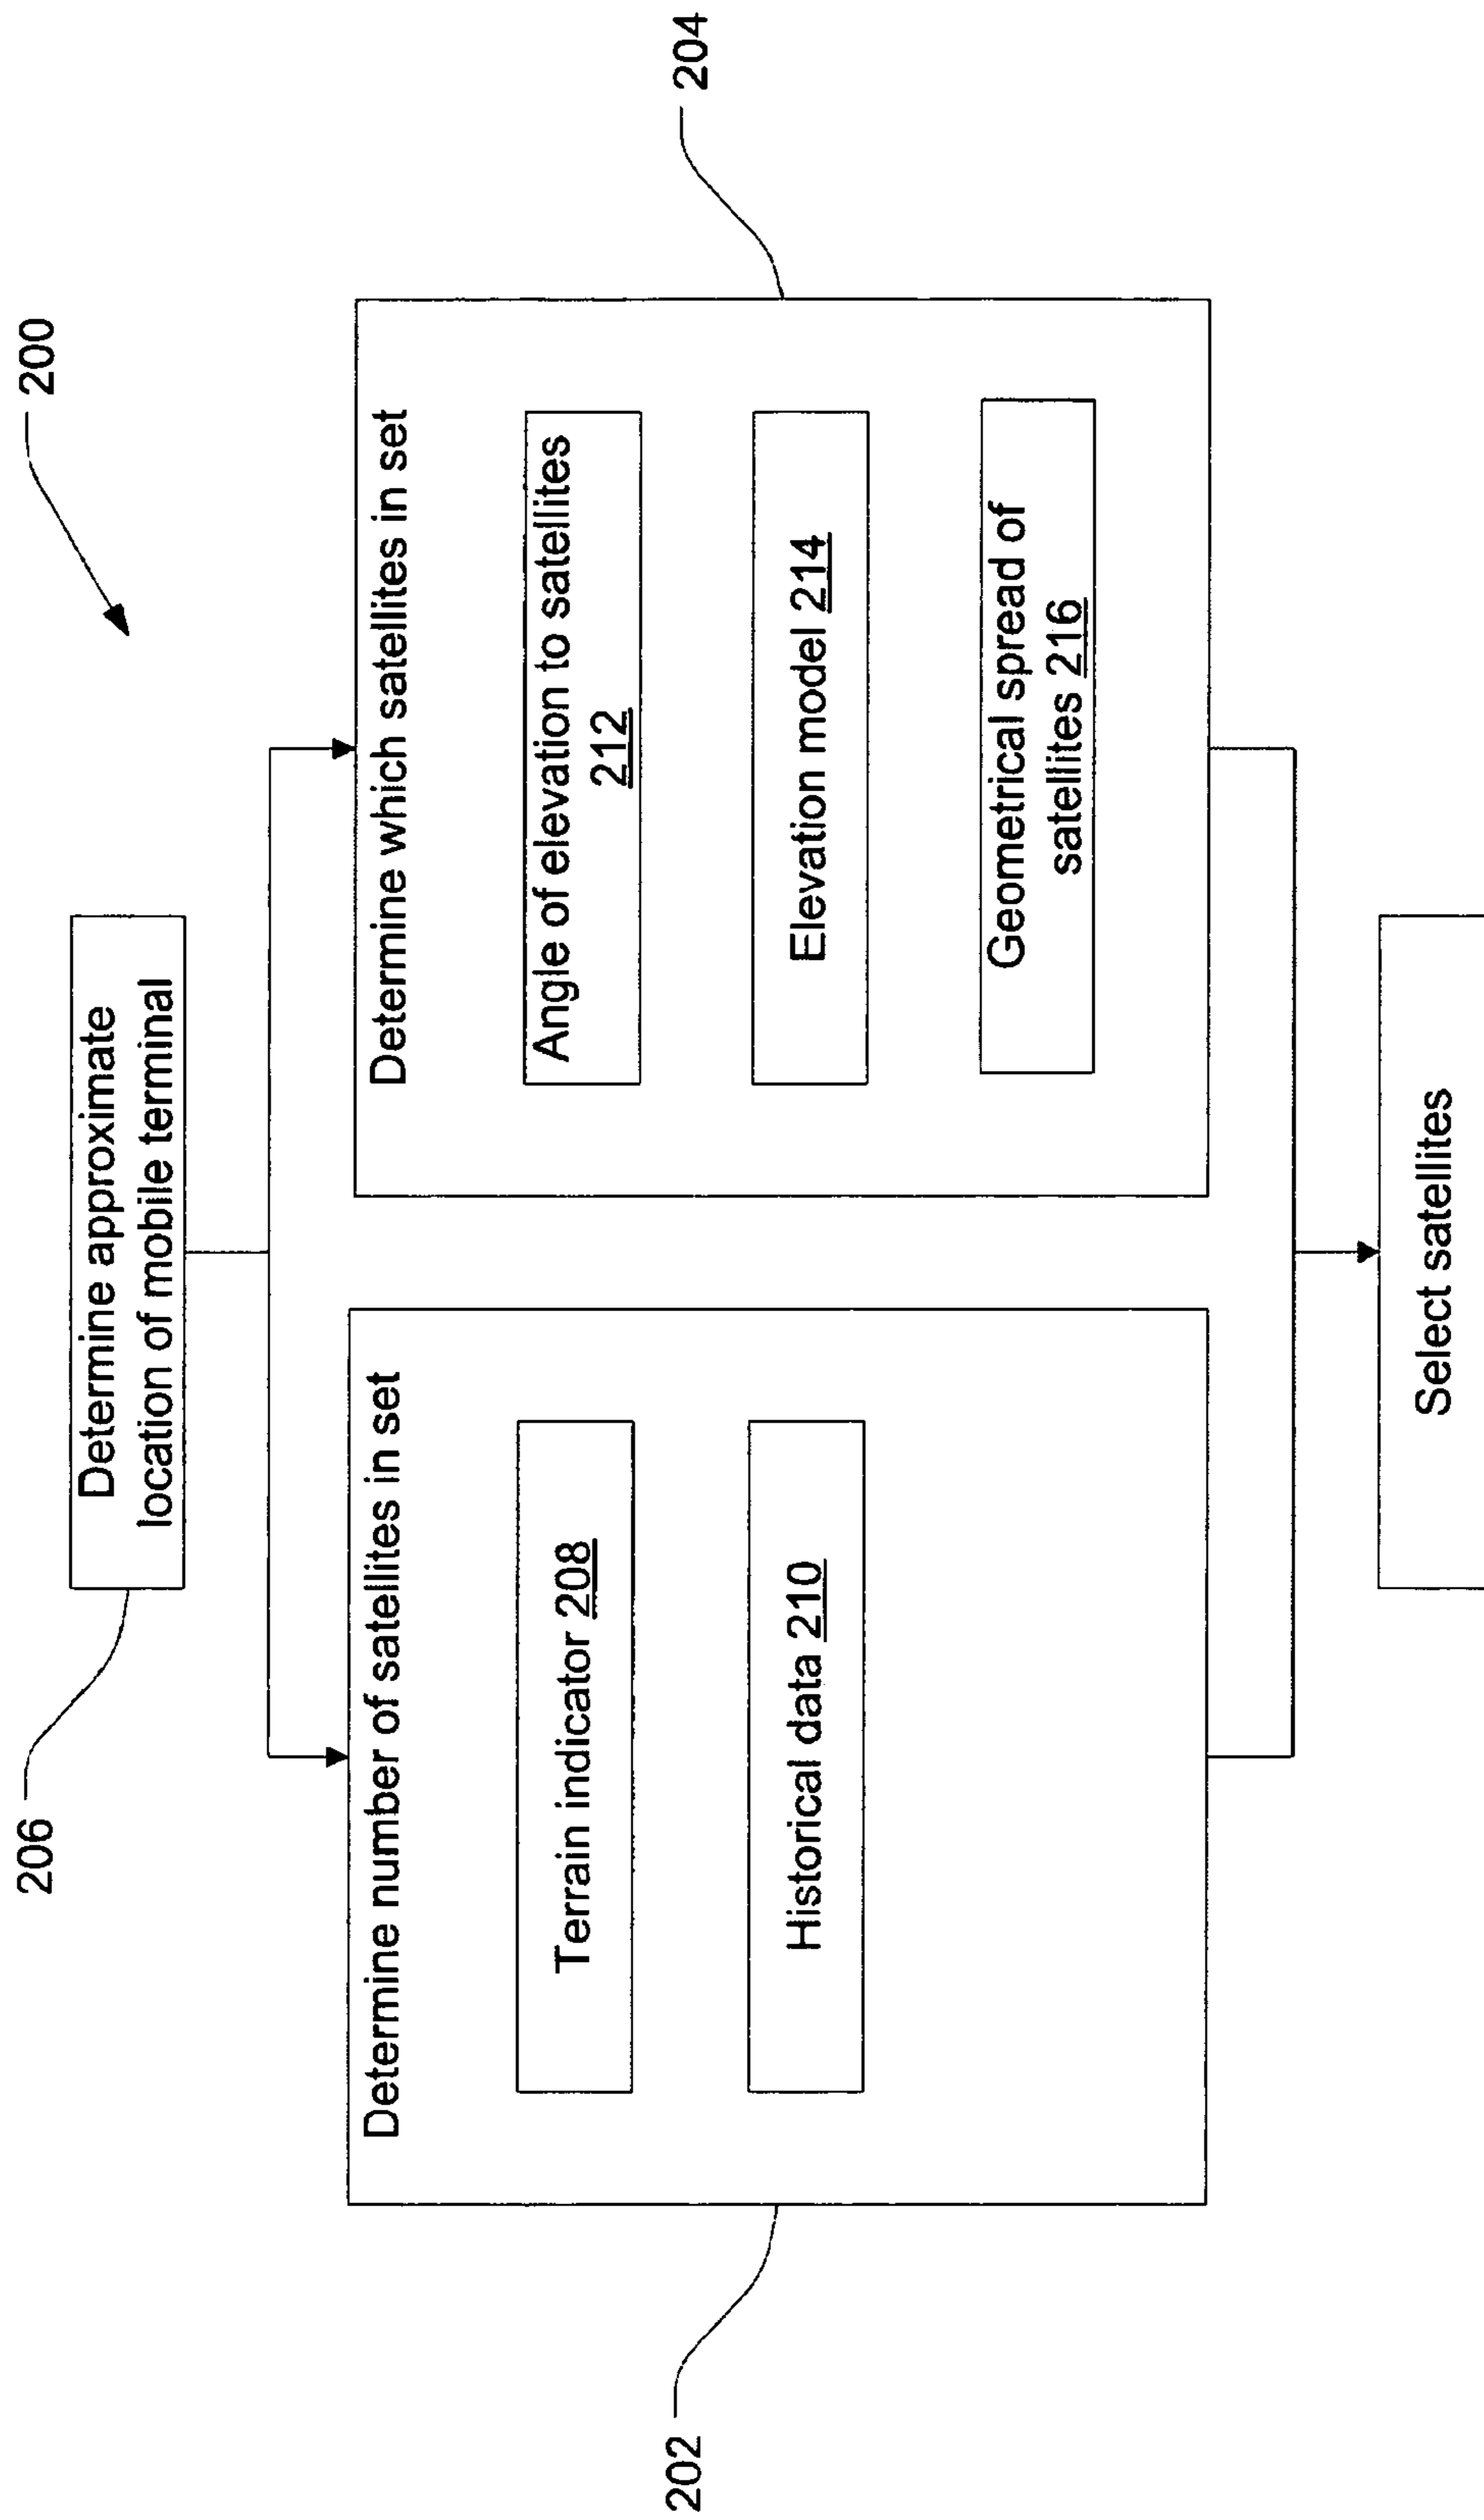 200
206
Determine approximate
location of mobile terminal
202
Determine number of satellites in set
Terrain indicator 208
Historical data 210
204
Determine which satellites in set
Angle of elevation to satellites
212
Elevation model 214
Geometrical spread of
satellites 216
Select satellites